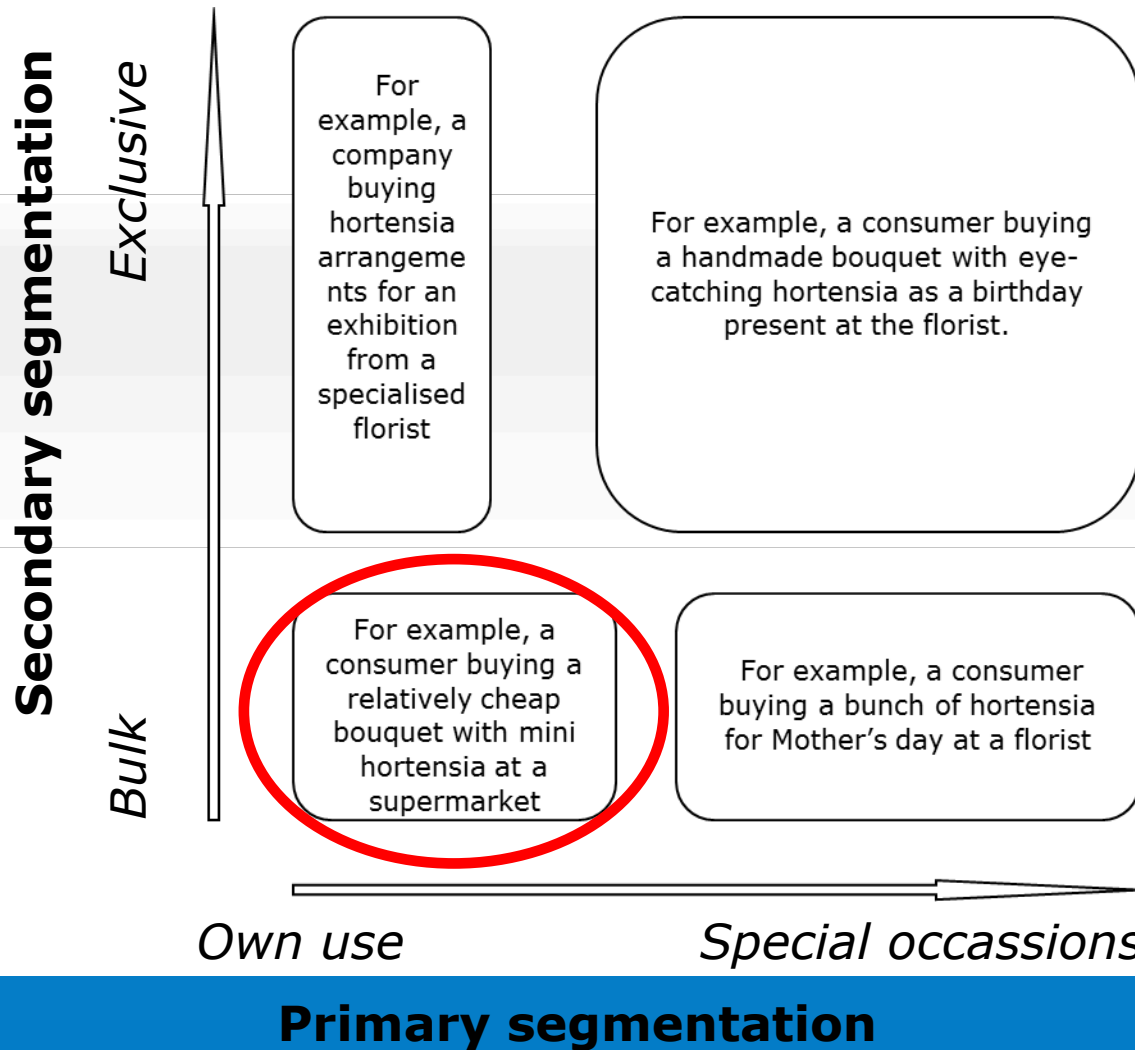 Secondary segmentation
Exclusive
Bulk
For
example, a
company
buying
hortensia
arrangeme
nts for an
exhibition
from a
specialised
florist
For example, a consumer buying
a handmade bouquet with eye-
catching hortensia as a birthday
present at the florist.
For example, a
consumer buying a
relatively cheap
bouquet with mini
hortensia at a
supermarket
For example, a consumer
buying a bunch of hortensia
for Mother’s day at a florist
Own use
Special occassions
Primary segmentation